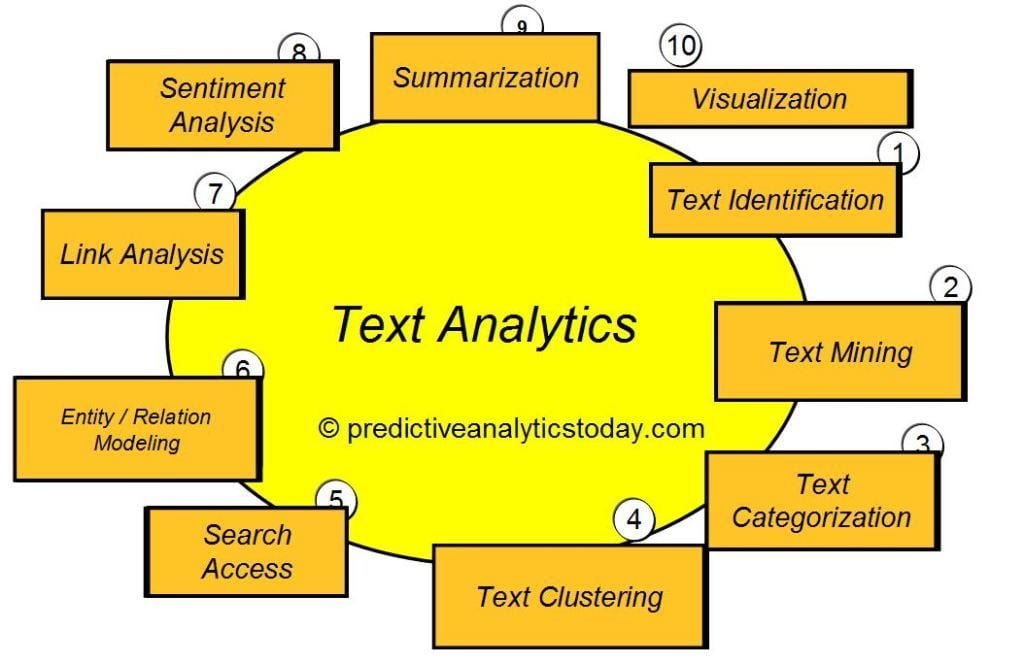 9
Summarization
10
Visualization
1
Text Identification
2
Text Mining
3
Text
Categorization
4
Text Clustering
5
Search
Access
6
Entity / Relation
Modeling
7
Link Analysis
8
Sentiment
Analysis
Text Analytics
© predictiveanalyticstoday.com